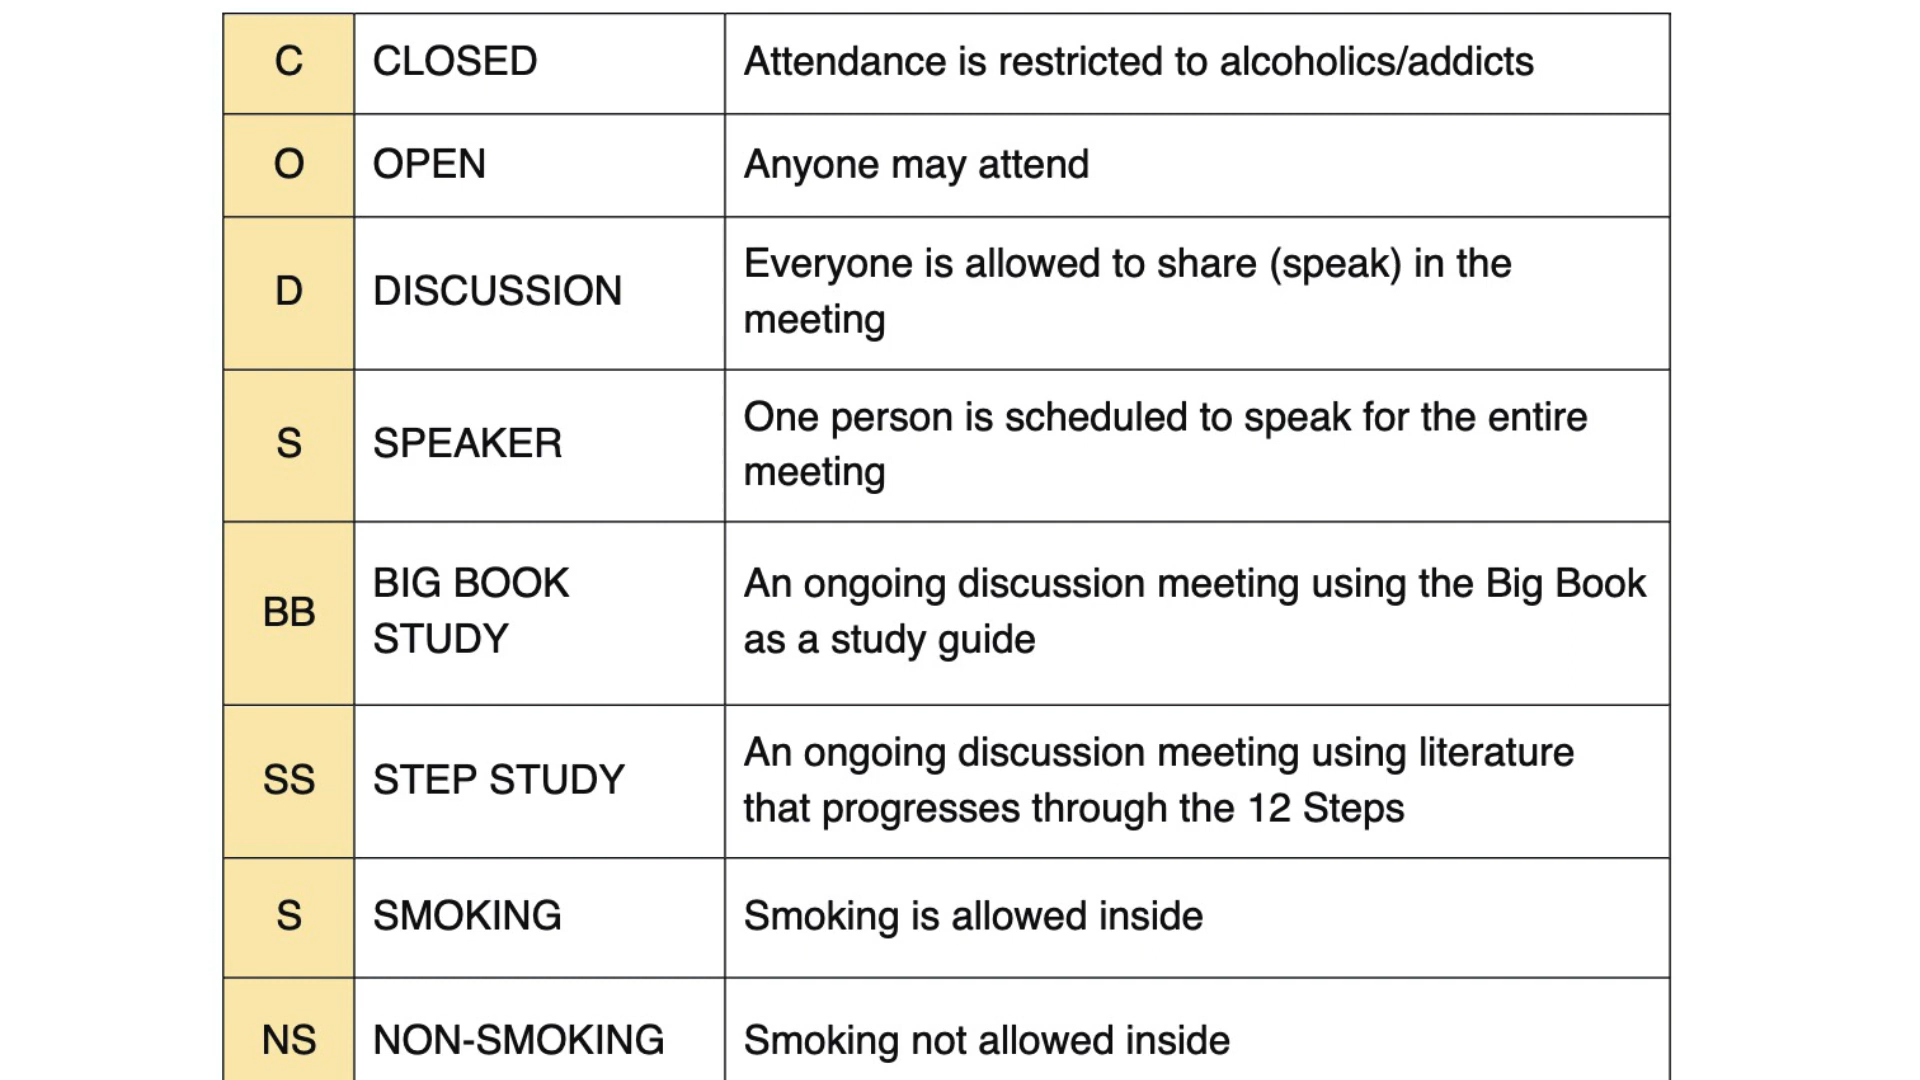 C CLOSED Attendance is restricted to alcoholics/addicts
O OPEN Anyone may attend
D DISCUSSION Everyone is allowed to share (speak) in the
meeting
S SPEAKER One person is scheduled to speak for the entire
meeting
BB BIG BOOK
STUDY An ongoing discussion meeting using the Big Book
as a study guide
SS STEP STUDY An ongoing discussion meeting using literature
that progresses through the 12 Steps
S SMOKING Smoking is allowed inside
NS NON-SMOKING Smoking not allowed inside